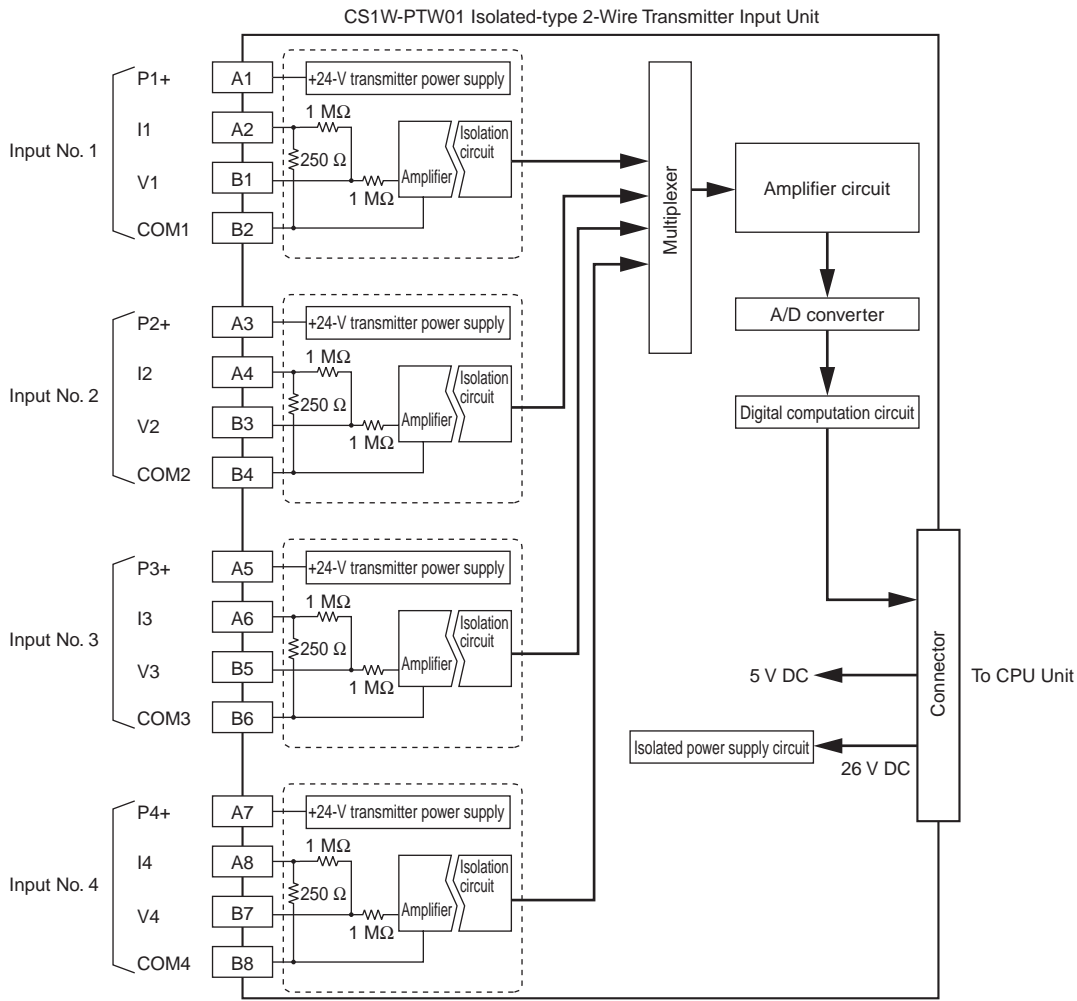 CS1W-PTW01 Isolated-type 2-Wire Transmitter Input Unit
Input No. 1
P1+
A1
+24-V transmitter power supply
I1
A2
1 MΩ
250 Ω
V1
B1
1 MΩ
COM1
B2
Amplifier
Isolation
circuit
Input No. 2
P2+
A3
+24-V transmitter power supply
I2
A4
1 MΩ
250 Ω
V2
B3
1 MΩ
COM2
B4
Amplifier
Isolation
circuit
Input No. 3
P3+
A5
+24-V transmitter power supply
I3
A6
1 MΩ
250 Ω
V3
B5
1 MΩ
COM3
B6
Amplifier
Isolation
circuit
Input No. 4
P4+
A7
+24-V transmitter power supply
I4
A8
1 MΩ
250 Ω
V4
B7
1 MΩ
COM4
B8
Amplifier
Isolation
circuit
Multiplexer
Amplifier circuit
A/D converter
Digital computation circuit
Connector
To CPU Unit
5 V DC
Isolated power supply circuit
26 V DC